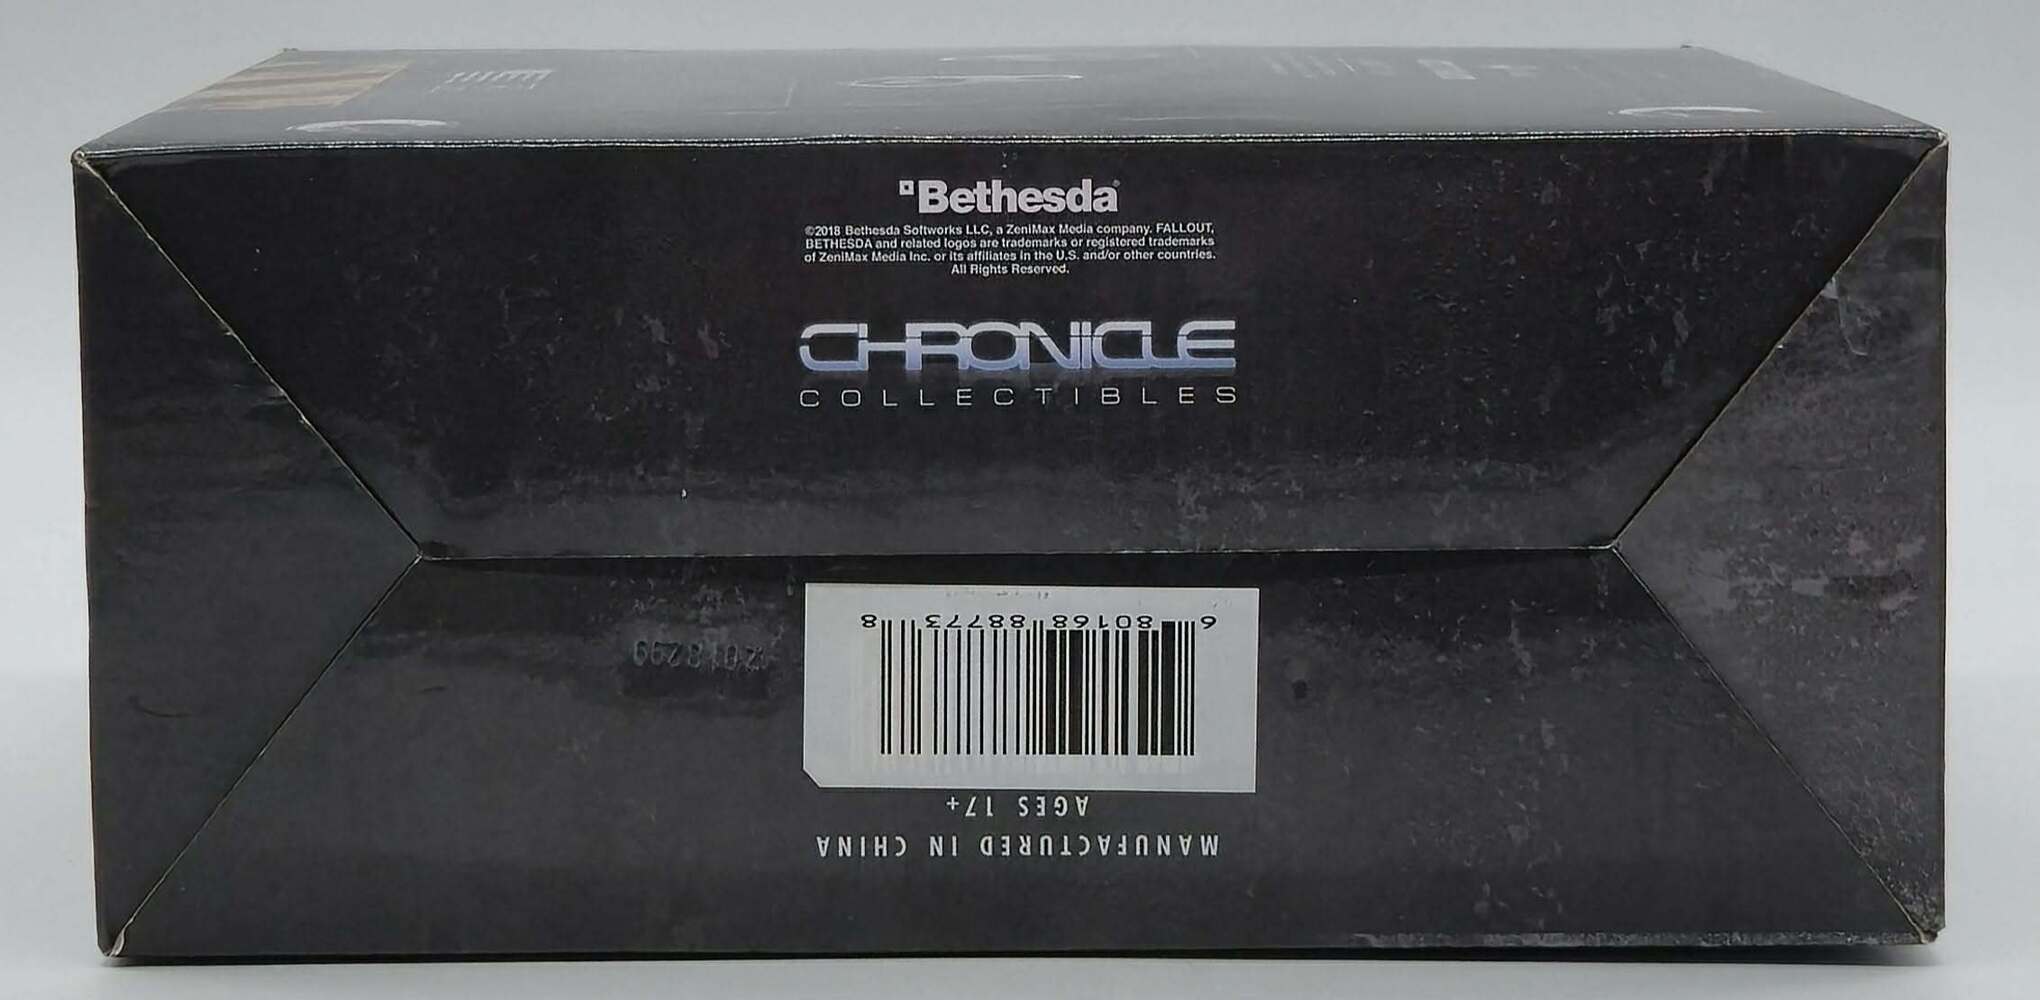 Bethesda
©2018 Bethesda Softworks LLC, a ZeniMax Media company. FALLOUT,
BETHESDA and related logos are trademarks or registered trademarks
of ZeniMax Media Inc. or its affiliates in the U.S. and/or other countries.
All Rights Reserved.
CHRONICLE
COLLECTIBLES
6 80168 88773 8
AGES 17+
MANUFACTURED IN CHINA